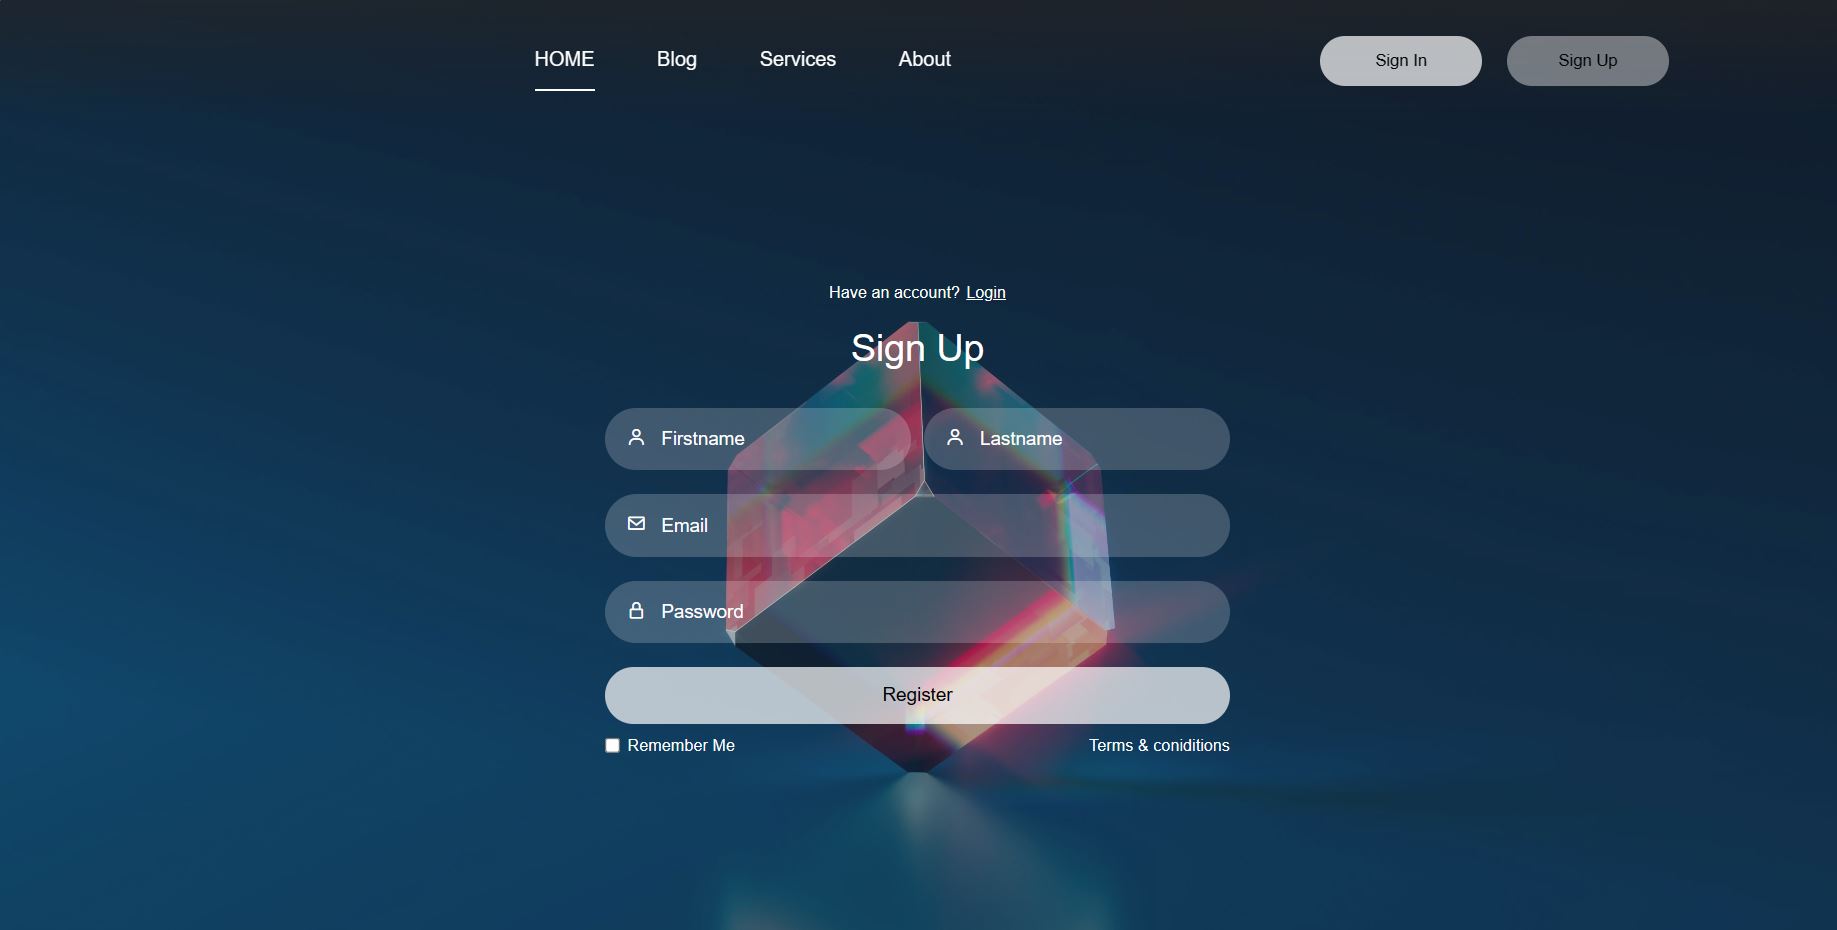 HOME Blog Services About Sign In Sign Up
Have an account? Login
Sign Up
Firstname Lastname
Email
Password
Register
Remember Me Terms & coniditions